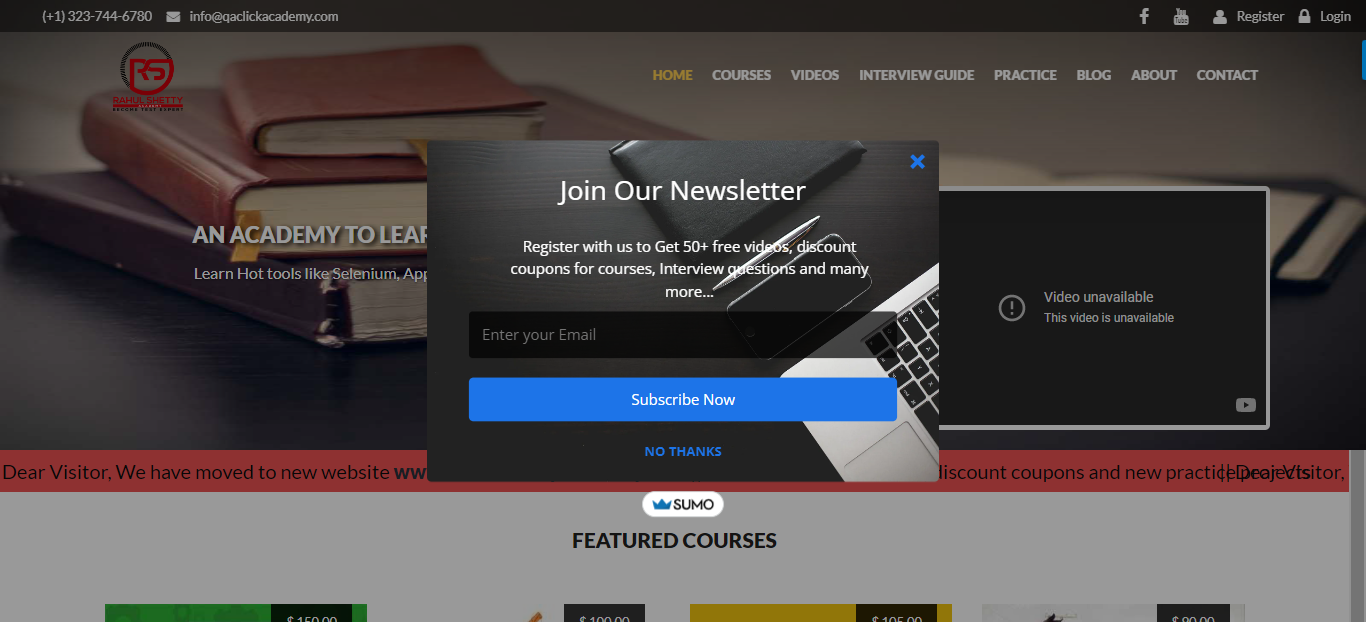 (+1) 323-744-6780 info@qaclickacademy.com Register Login
RS
RAHUL SHETTY
HOME COURSES VIDEOS INTERVIEW GUIDE PRACTICE BLOG ABOUT CONTACT
Join Our Newsletter
AN ACADEMY TO
Learn Hot tools like Selenium,
Register with us to Get 50+ free videos, discount
coupons for courses, Interview questions and many
more...
Video unavailable
This video is unavailable
Enter your Email
Subscribe Now
NO THANKS
Dear Visitor, We have moved to new website discount coupons and new practice Projects || Dear Visitor,
SUMO
FEATURED COURSES
$ 150.00 $ 100.00 $ 105.00 $ 90.00